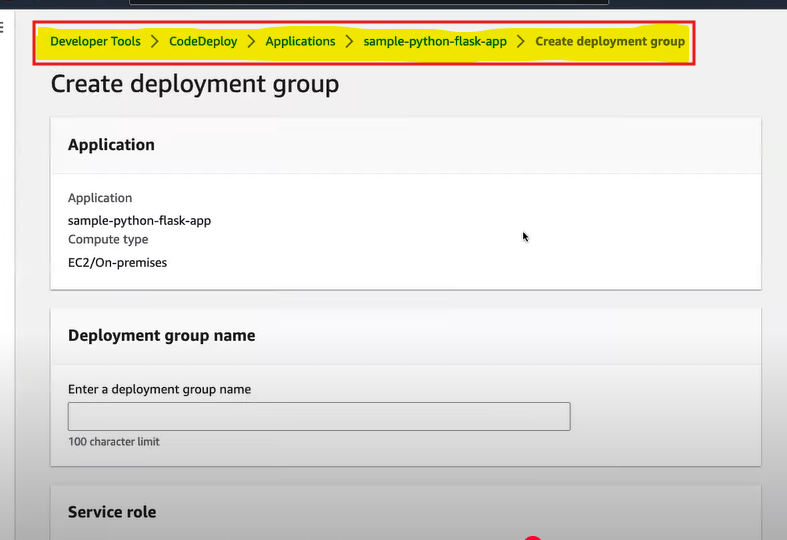 Developer Tools > CodeDeploy > Applications > sample-python-flask-app > Create deployment group
Create deployment group
Application
Application
sample-python-flask-app
Compute type
EC2/On-premises
Deployment group name
Enter a deployment group name
100 character limit
Service role